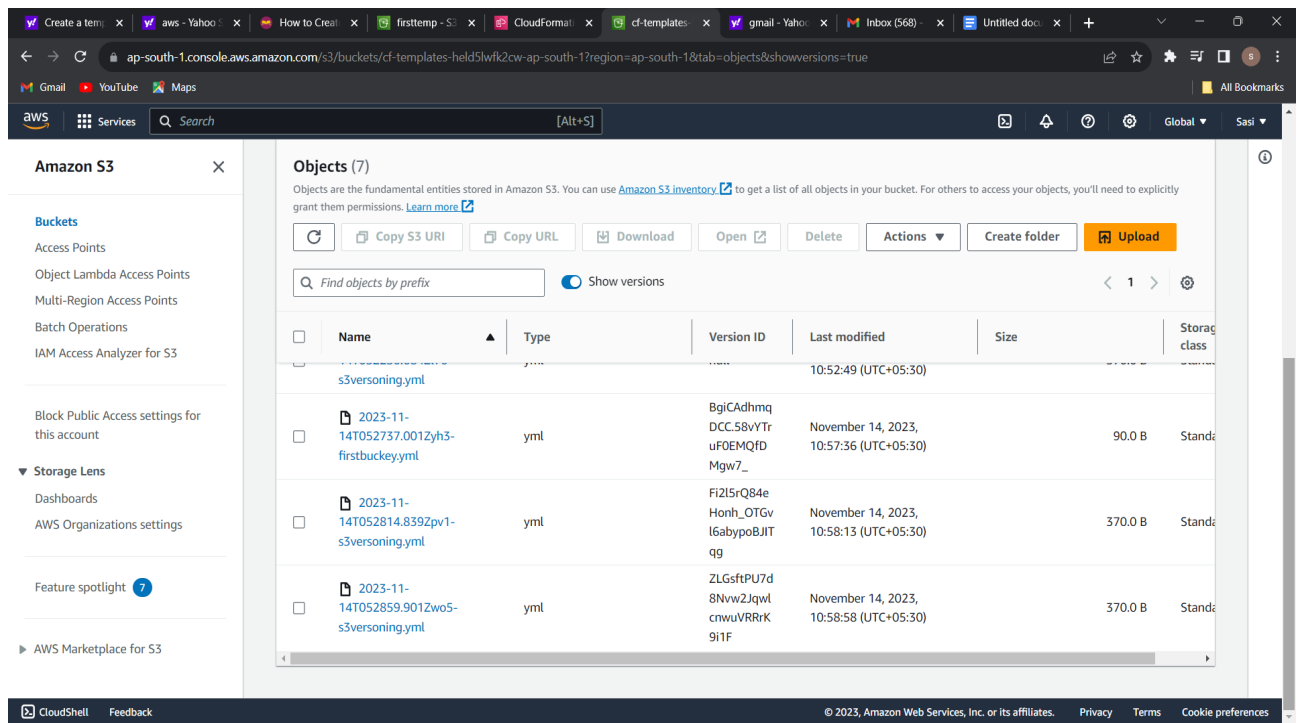 Create a temp
aws - Yahoo S
How to Creat
firsttemp - S3
CloudFormati
cf-templates-
gmail - Yahoo
Inbox (568) -
Untitled docu
ap-south-1.console.aws.amazon.com/s3/buckets/cf-templates-held5lwfk2cw-ap-south-1?region=ap-south-1&tab=objects&showversions=true
S
Gmail
YouTube
Maps
All Bookmarks
aws
Services
Search
[Alt+S]
Global
Sasi
Amazon S3
Buckets
Access Points
Object Lambda Access Points
Multi-Region Access Points
Batch Operations
IAM Access Analyzer for S3
Block Public Access settings for
this account
Storage Lens
Dashboards
AWS Organizations settings
Feature spotlight 7
AWS Marketplace for S3
Objects (7)
Objects are the fundamental entities stored in Amazon S3. You can use Amazon S3 inventory to get a list of all objects in your bucket. For others to access your objects, you'll need to explicitly
grant them permissions. Learn more
Copy S3 URI
Copy URL
Download
Open
Delete
Actions
Create folder
Upload
Find objects by prefix
Show versions
1
Name
Type
Version ID
Last modified
Size
Storag
class
s3versoning.yml
10:52:49 (UTC+05:30)
2023-11-
14T052737.001Zyh3-
firstbuckey.yml
yml
BgiCAdhmq
DCC.58vYTr
uF0EMQfD
Mgw7_
November 14, 2023,
10:57:36 (UTC+05:30)
90.0 B
Standa
2023-11-
14T052814.839Zpv1-
s3versoning.yml
yml
Fi2l5rQ84e
Honh_OTGv
l6abypoBJIT
qg
November 14, 2023,
10:58:13 (UTC+05:30)
370.0 B
Standa
2023-11-
14T052859.901Zwo5-
s3versoning.yml
yml
ZLGsftPU7d
8Nvw2Jqwl
cnwuVRRrK
9i1F
November 14, 2023,
10:58:58 (UTC+05:30)
370.0 B
Standa
CloudShell
Feedback
© 2023, Amazon Web Services, Inc. or its affiliates.
Privacy
Terms
Cookie preferences